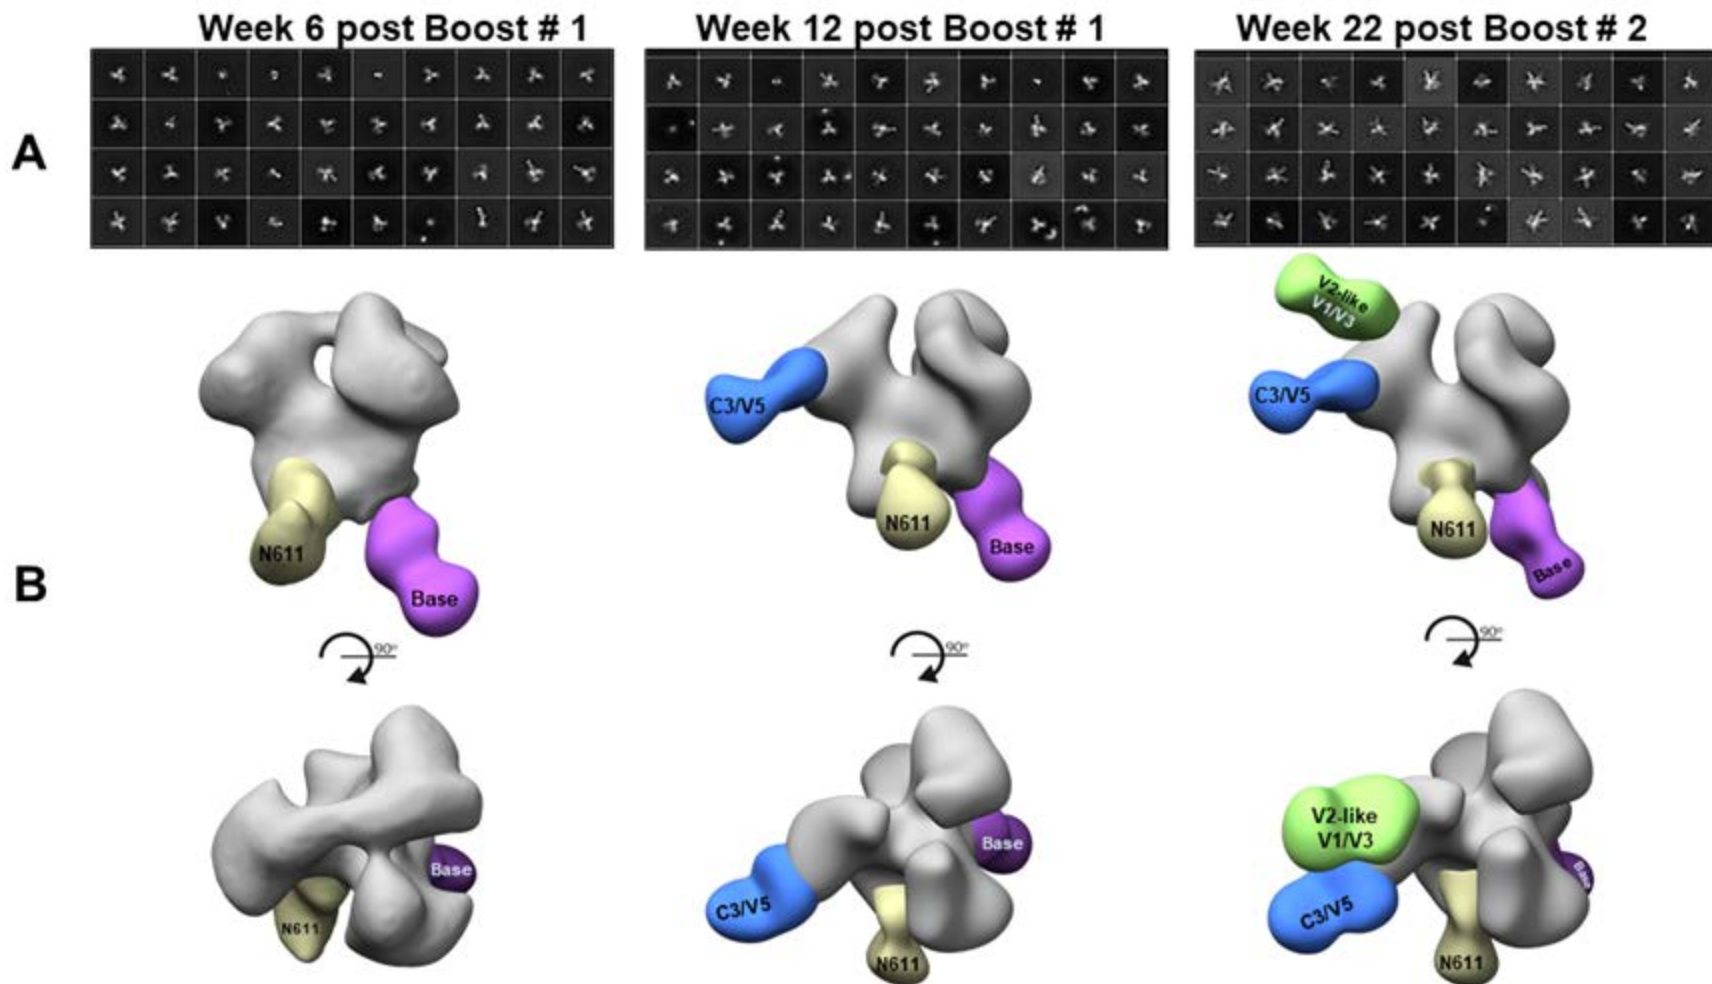 A
Week 6 post Boost # 1
Week 12 post Boost # 1
Week 22 post Boost # 2
B
N611
Base
C3/V5
N611
Base
V2-like
V1/V3
C3/V5
N611
Base
90°
90°
90°
Base
N611
C3/V5
Base
N611
V2-like
V1/V3
C3/V5
Base
N611